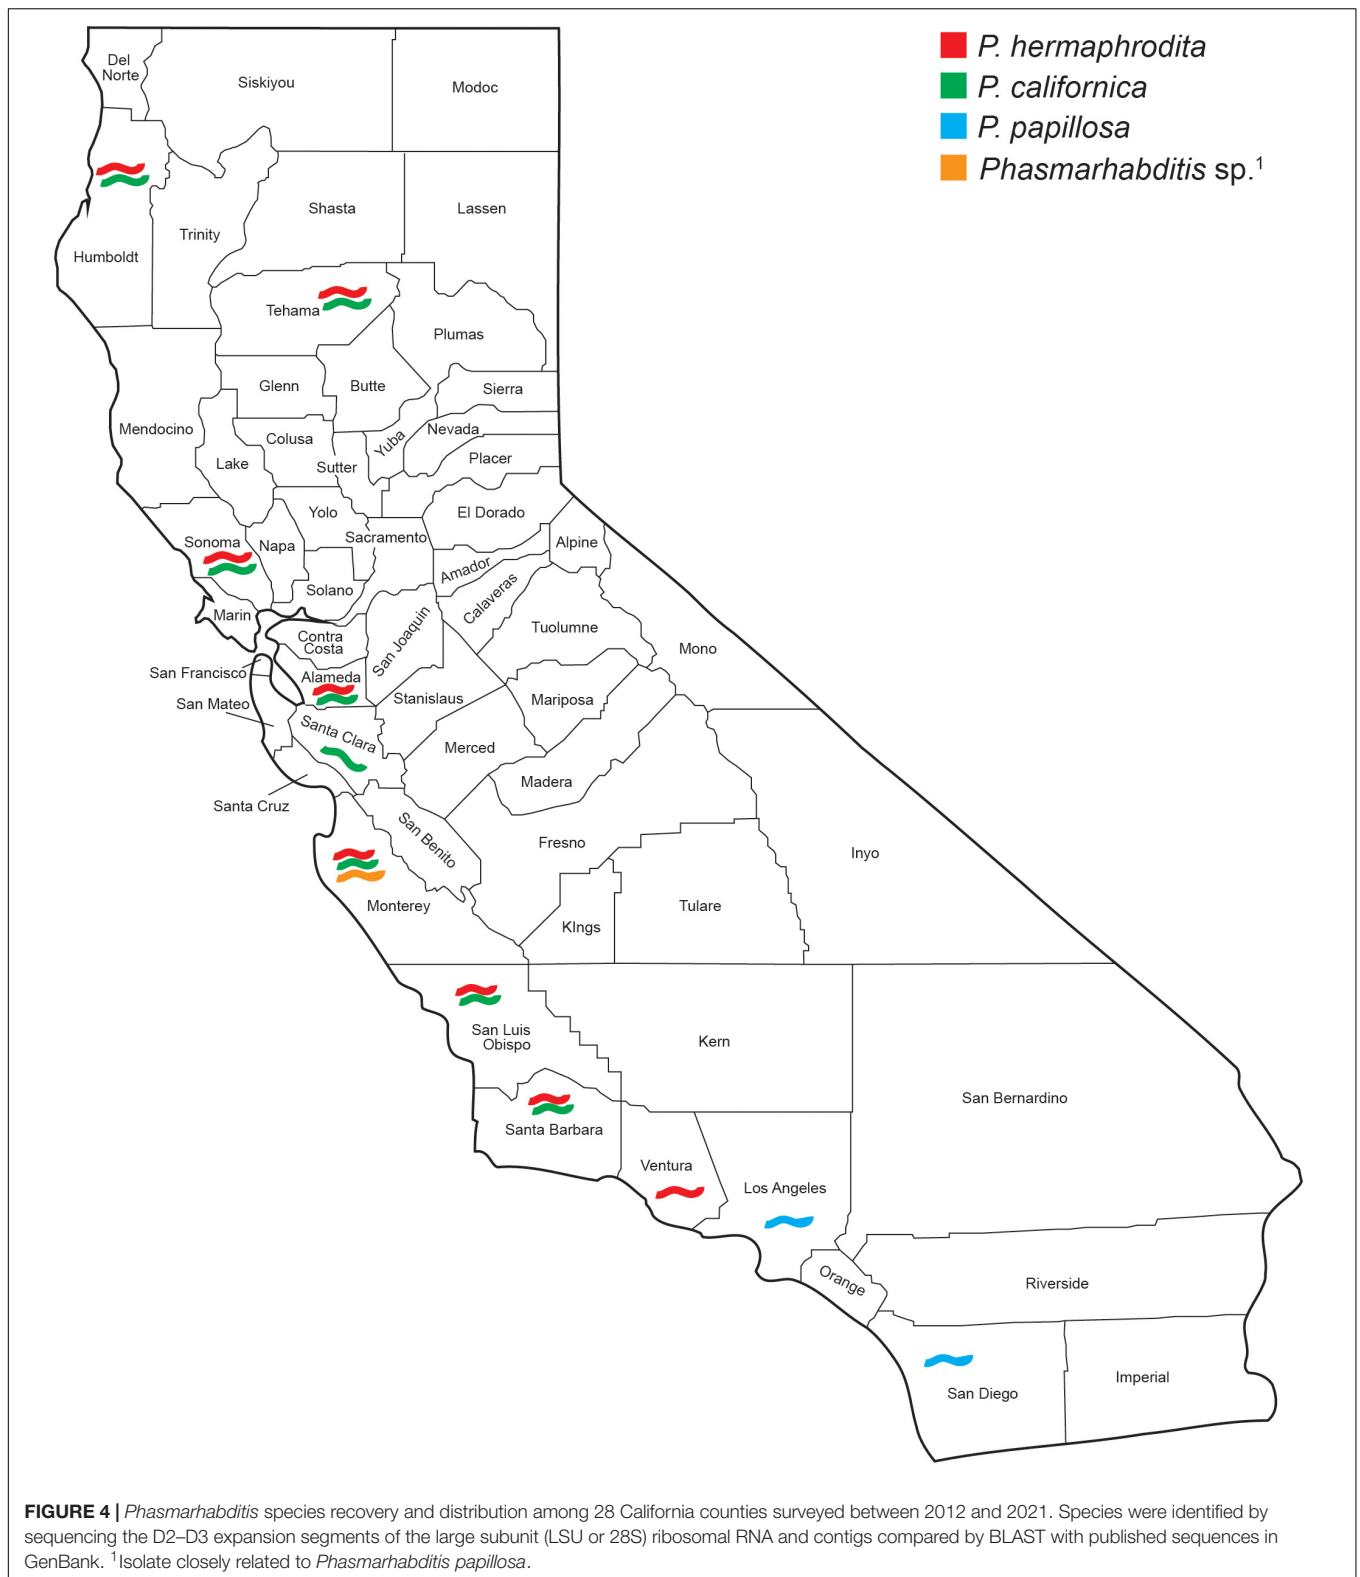 P. hermaphrodita
P. californica
P. papillosa
Phasmarhabditis sp.¹
Del
Norte
Siskiyou
Modoc
Shasta
Lassen
Trinity
Humboldt
Tehama
Plumas
Glenn
Butte
Sierra
Mendocino
Colusa
Yuba
Nevada
Lake
Sutter
Placer
Yolo
El Dorado
Sonoma
Napa
Sacramento
Alpine
Amador
Solano
Calaveras
Marin
Contra
Costa
San Joaquin
Tuolumne
Mono
San Francisco
Alameda
Stanislaus
Mariposa
San Mateo
Santa Clara
Merced
Madera
Santa Cruz
San Benito
Fresno
Inyo
Monterey
KIngs
Tulare
San Luis
Obispo
Kern
San Bernardino
Santa Barbara
Ventura
Los Angeles
Orange
Riverside
San Diego
Imperial
FIGURE 4 | Phasmarhabditis species recovery and distribution among 28 California counties surveyed between 2012 and 2021. Species were identified by
sequencing the D2–D3 expansion segments of the large subunit (LSU or 28S) ribosomal RNA and contigs compared by BLAST with published sequences in
GenBank. ¹Isolate closely related to Phasmarhabditis papillosa.